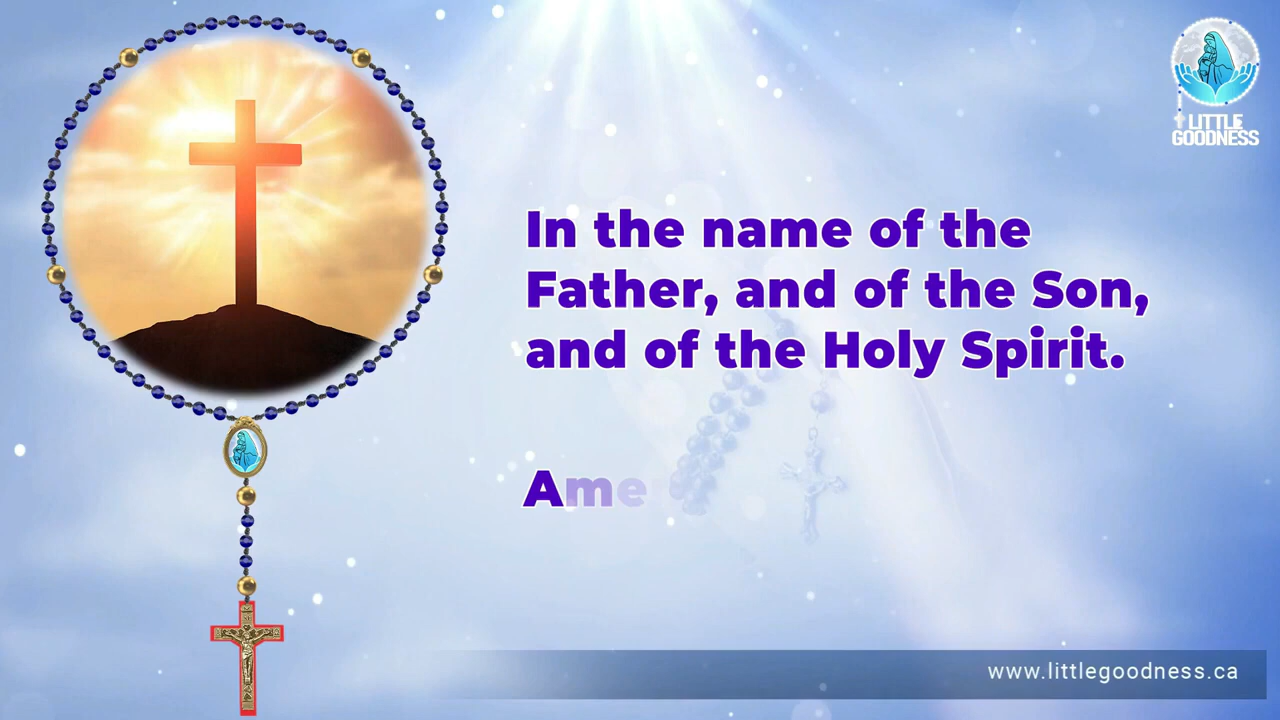 LITTLE
GOODNESS
In the name of the
Father, and of the Son,
and of the Holy Spirit.
Ame
www.littlegoodness.ca